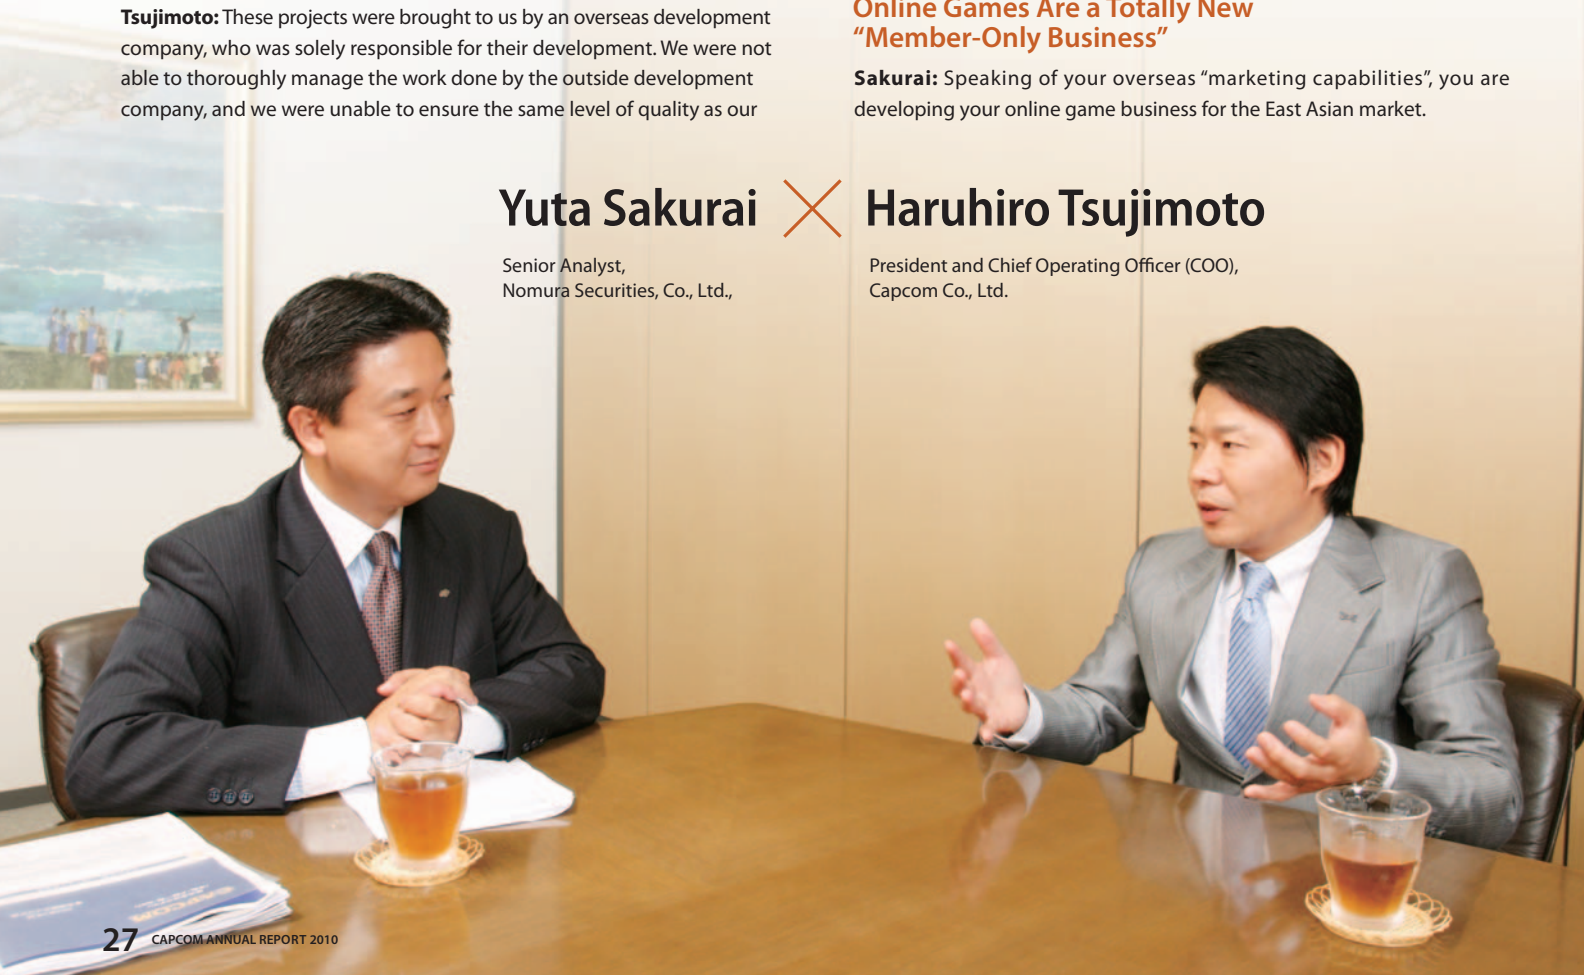 Tsujimoto: These projects were brought to us by an overseas development
company, who was solely responsible for their development. We were not
able to thoroughly manage the work done by the outside development
company, and we were unable to ensure the same level of quality as our
Online Games Are a Totally New
“Member-Only Business”
Sakurai: Speaking of your overseas “marketing capabilities”, you are
developing your online game business for the East Asian market.
Yuta Sakurai
Senior Analyst,
Nomura Securities, Co., Ltd.,
Haruhiro Tsujimoto
President and Chief Operating Officer (COO),
Capcom Co., Ltd.
CAPCOM
27 CAPCOM ANNUAL REPORT 2010